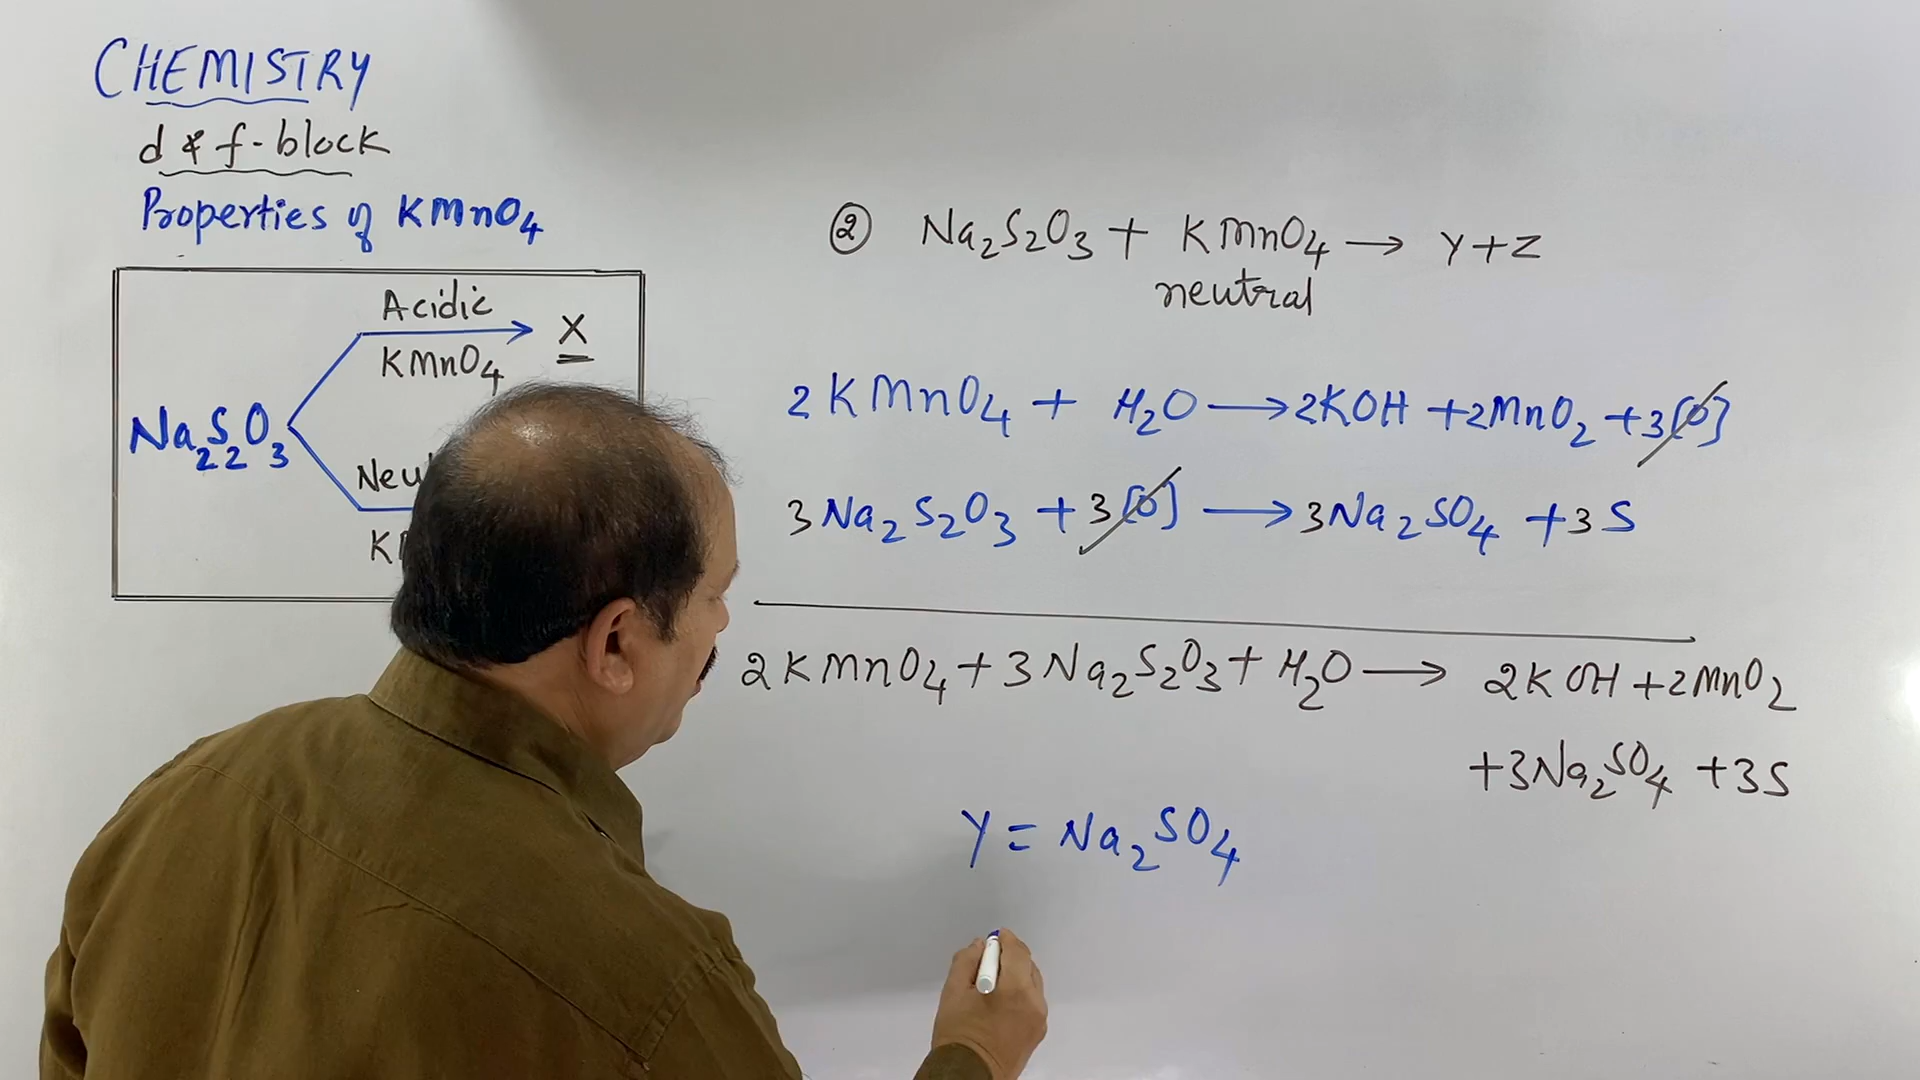 CHEMISTRY
d & f-block
Properties of KMnO4
Acidic
KMnO4
X
Na2S2O3
② Na2S2O3 + KMnO4 → Y+Z
neutral
2KMnO4 + H2O → 2KOH + 2MnO2 + 3[O]
3Na2S2O3 + 3[O] → 3Na2SO4 + 3S
2KMnO4 + 3Na2S2O3 + H2O → 2KOH + 2MnO2
+ 3Na2SO4 + 3S
Y = Na2SO4